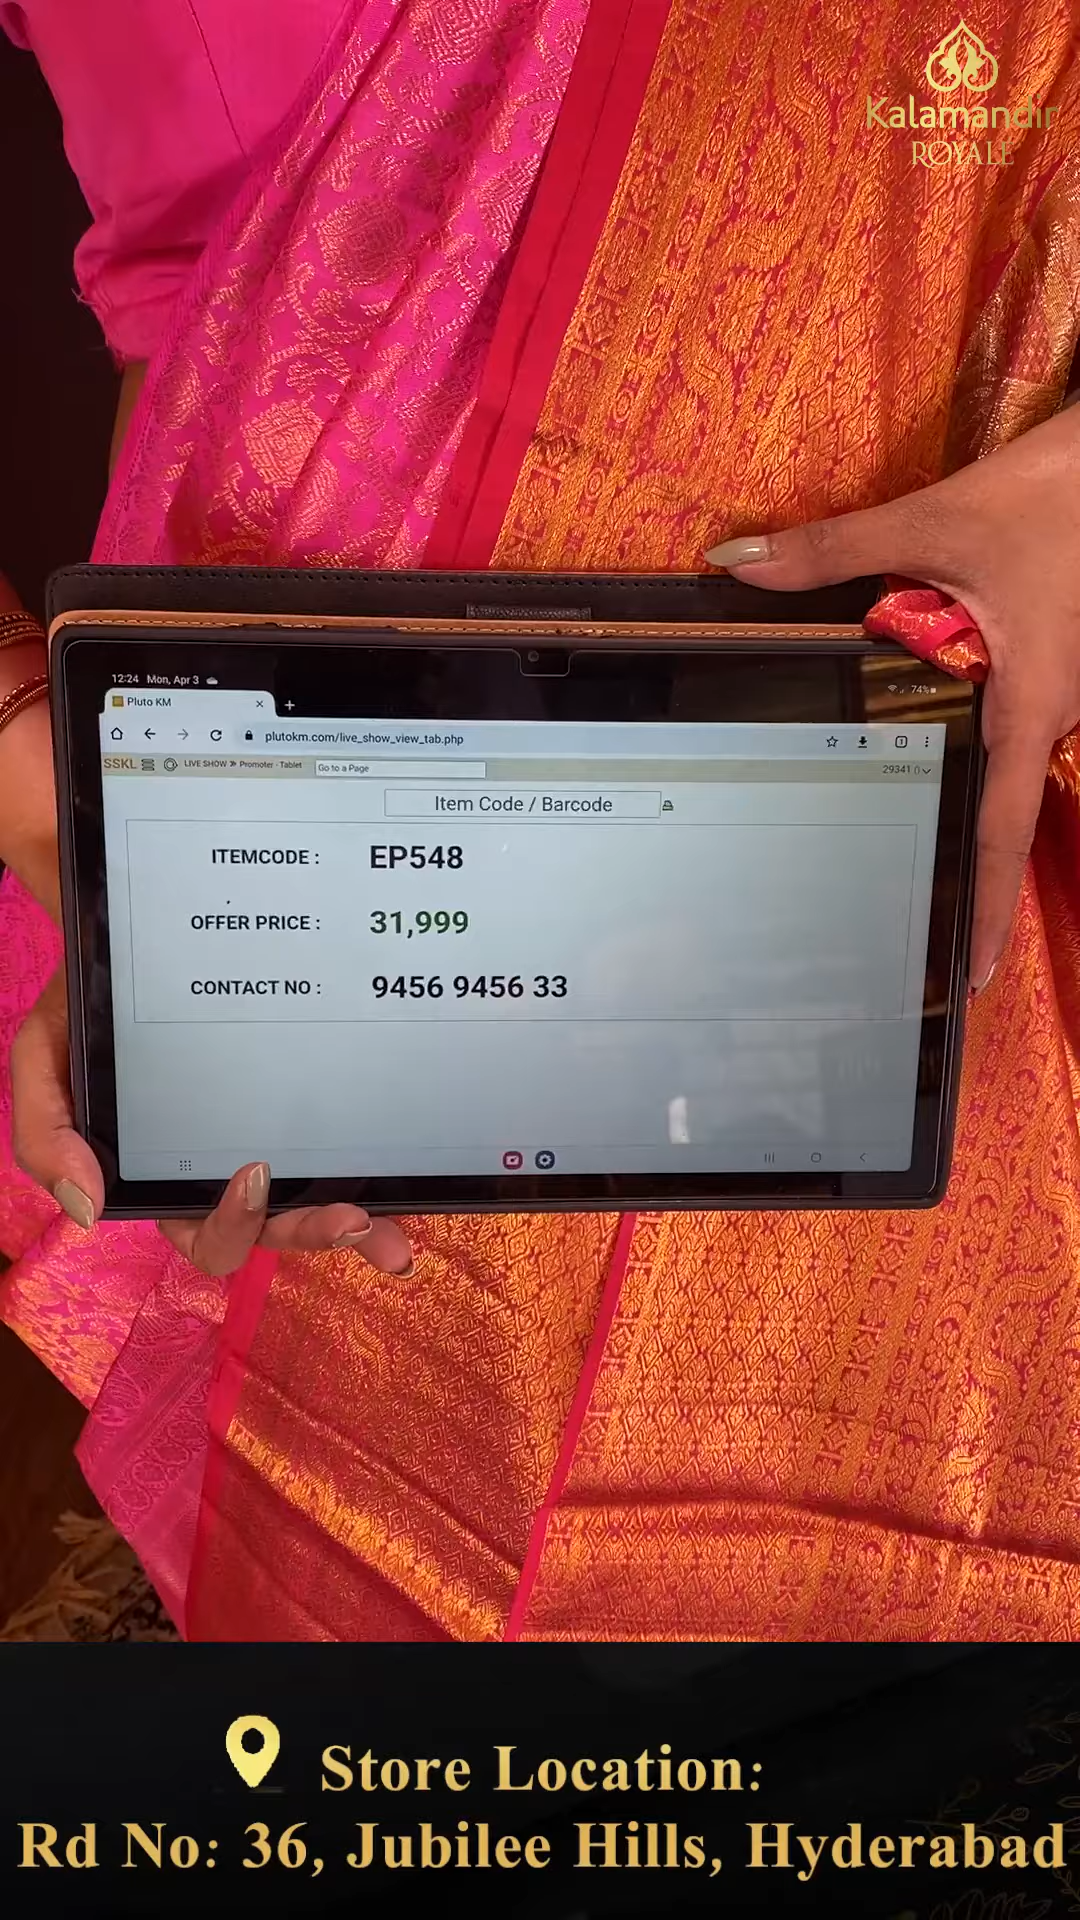 Kalamandir
ROYALE
12:24 Mon, Apr 3
74%
Pluto KM
plutokm.com/live_show_view_tab.php
SSKL
LIVE SHOW » Promoter - Tablet
Go to a Page
29341 ()
Item Code / Barcode
ITEMCODE : EP548
OFFER PRICE : 31,999
CONTACT NO : 9456 9456 33
Store Location:
Rd No: 36, Jubilee Hills, Hyderabad